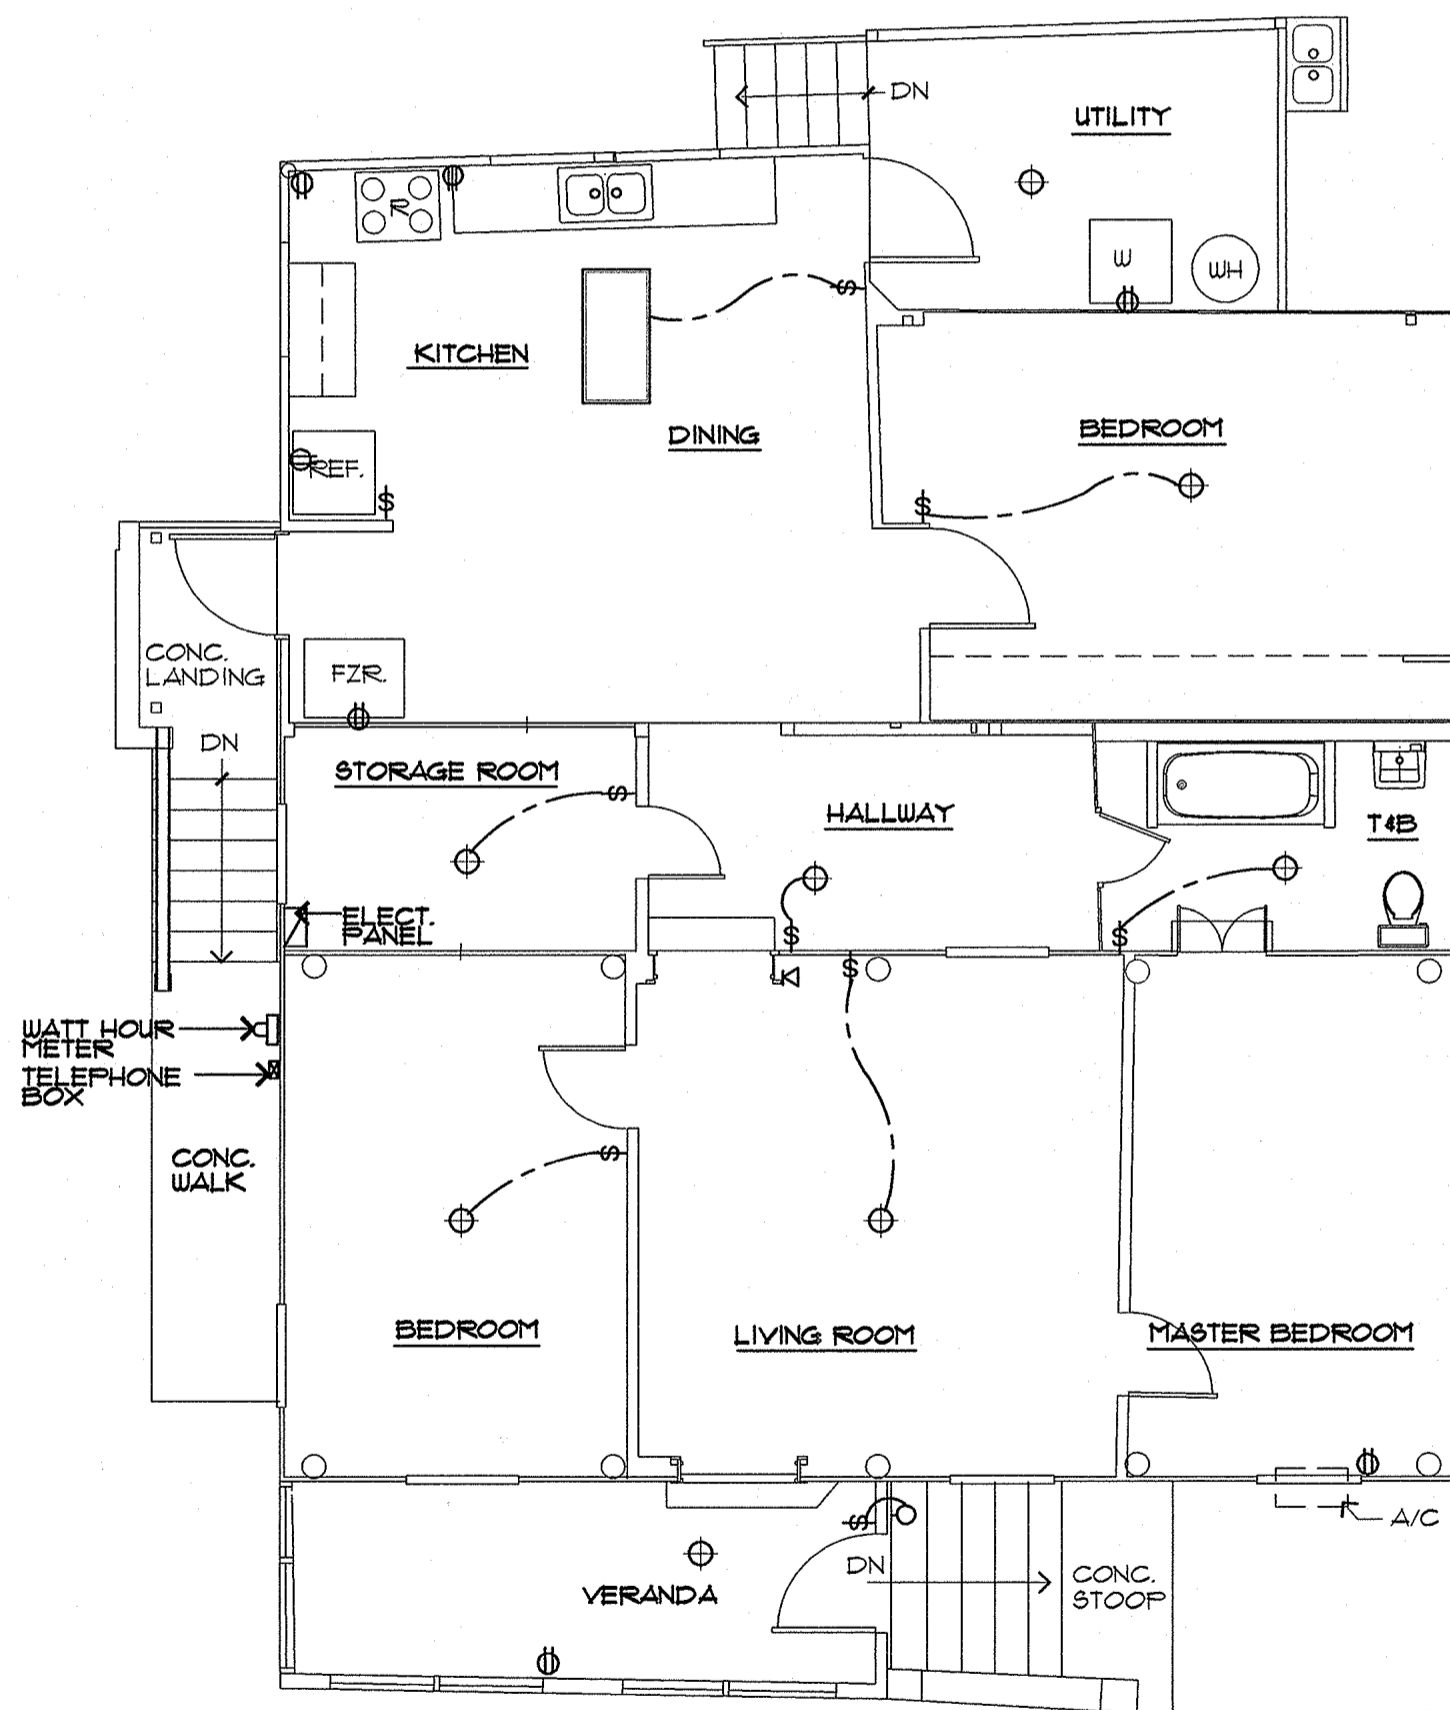 DN
UTILITY
R
W
WH
S
KITCHEN
DINING
BEDROOM
REF.
S
S
CONC.
LANDING
FZR.
DN
STORAGE ROOM
S
HALLWAY
T&B
ELECT.
PANEL
S
S
S
WATT HOUR
METER
TELEPHONE
BOX
CONC.
WALK
S
BEDROOM
LIVING ROOM
MASTER BEDROOM
S
A/C
DN
CONC.
STOOP
VERANDA